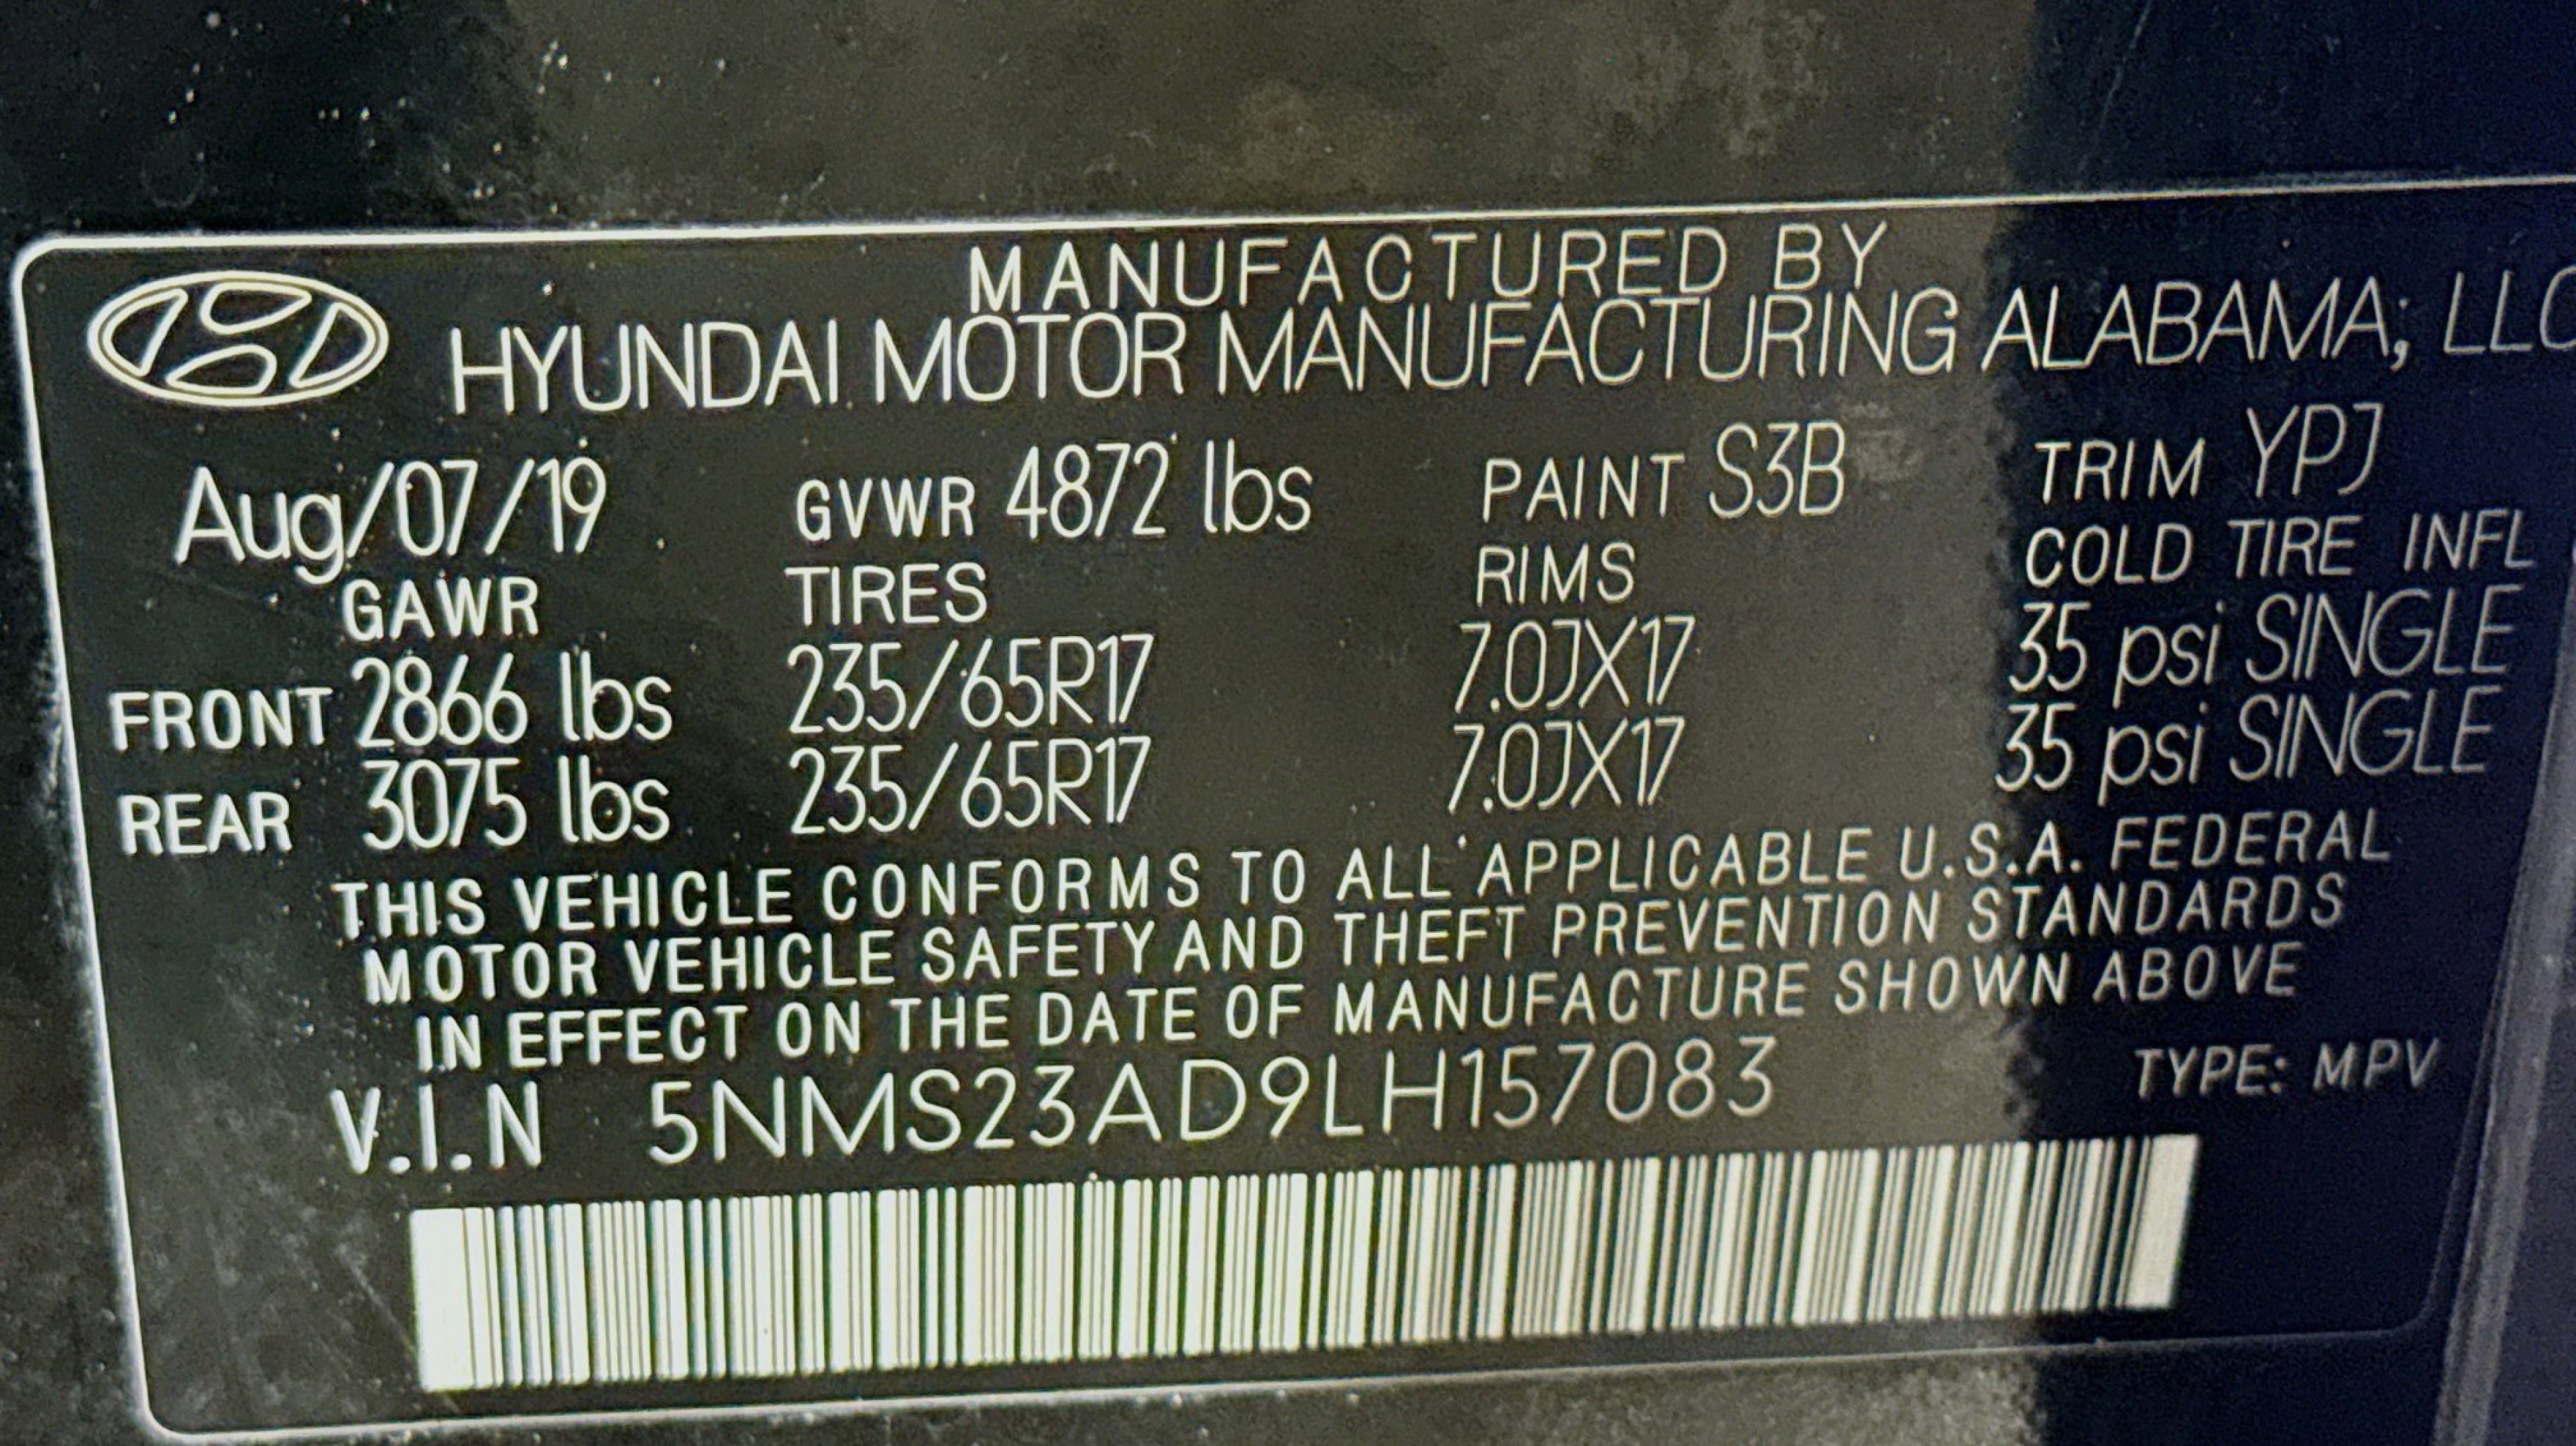 MANUFACTURED BY
HYUNDAI MOTOR MANUFACTURING ALABAMA, LLC
Aug/07/19 GVWR 4872 lbs PAINT S3B TRIM YPJ
GAWR TIRES RIMS COLD TIRE INFL
FRONT 2866 lbs 235/65R17 7.0JX17 35 psi SINGLE
REAR 3075 lbs 235/65R17 7.0JX17 35 psi SINGLE
THIS VEHICLE CONFORMS TO ALL APPLICABLE U.S.A. FEDERAL
MOTOR VEHICLE SAFETY AND THEFT PREVENTION STANDARDS
IN EFFECT ON THE DATE OF MANUFACTURE SHOWN ABOVE
V.I.N 5NMS23AD9LH157083 TYPE: MPV